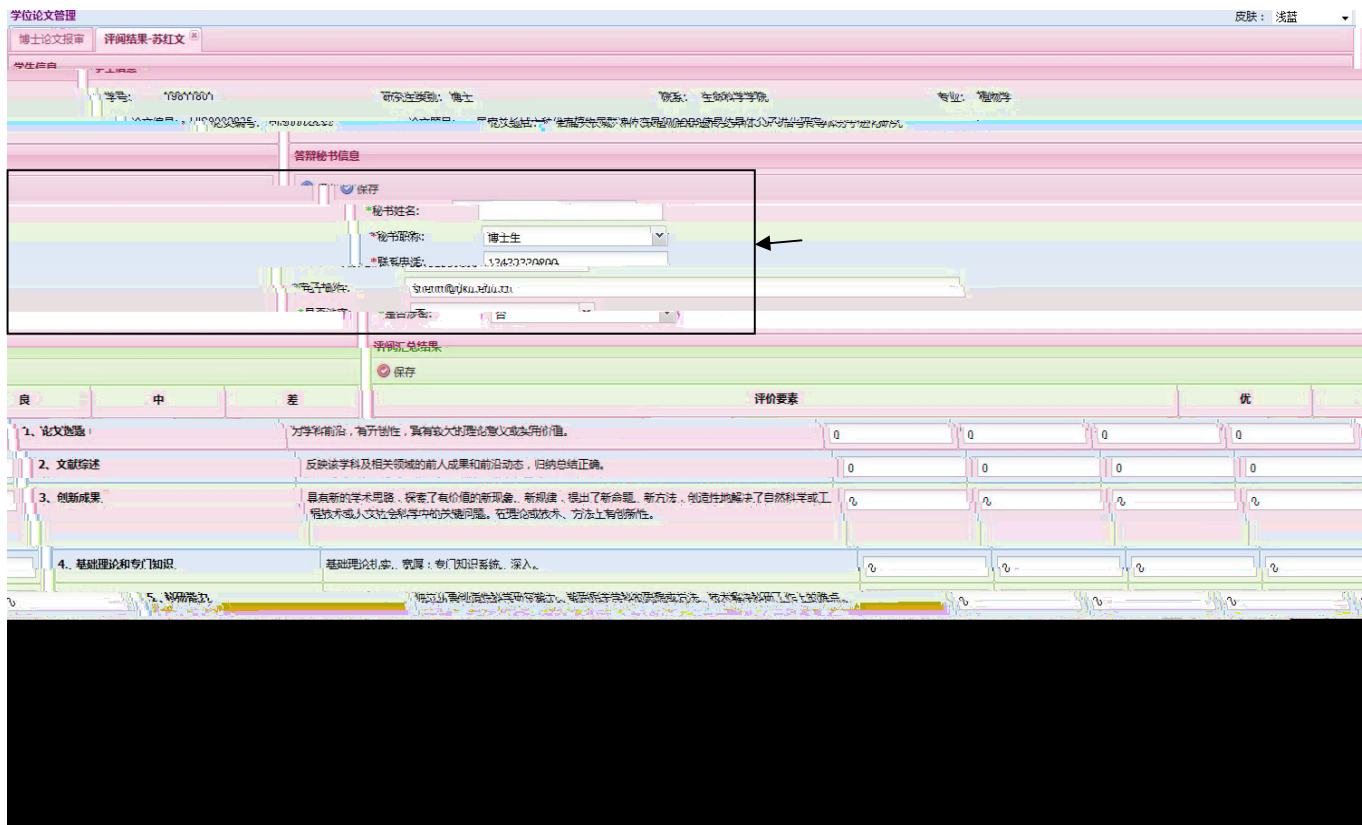 学位论文管理
皮肤： 浅蓝
博士论文报审 评阅结果-苏红文
学生信息
学号：
研究生类别： 博士
院系： 生命科学学院
专业： 植物学
论文编号：
论文题目：
答辩秘书信息
保存
*秘书姓名：
*秘书职称： 博士生
*联系电话：
*电子邮件：
*是否涉密： 否
评阅汇总结果
保存
良 中 差 评价要素 优
1、论文选题 为学科前沿，有开创性，具有较大的理论意义或实用价值。 0 0 0 0
2、文献综述 反映该学科及相关领域的前人成果和前沿动态，归纳总结正确。 0 0 0 0
3、创新成果 具有新的学术思路，探索了有价值的新现象、新规律，提出了新命题、新方法，创造性地解决了自然科学或工
程技术或人文社会科学中的关键问题。在理论或技术、方法上有创新性。
4、基础理论和专门知识 基础理论扎实、宽厚；专门知识系统、深入。
5、科研能力